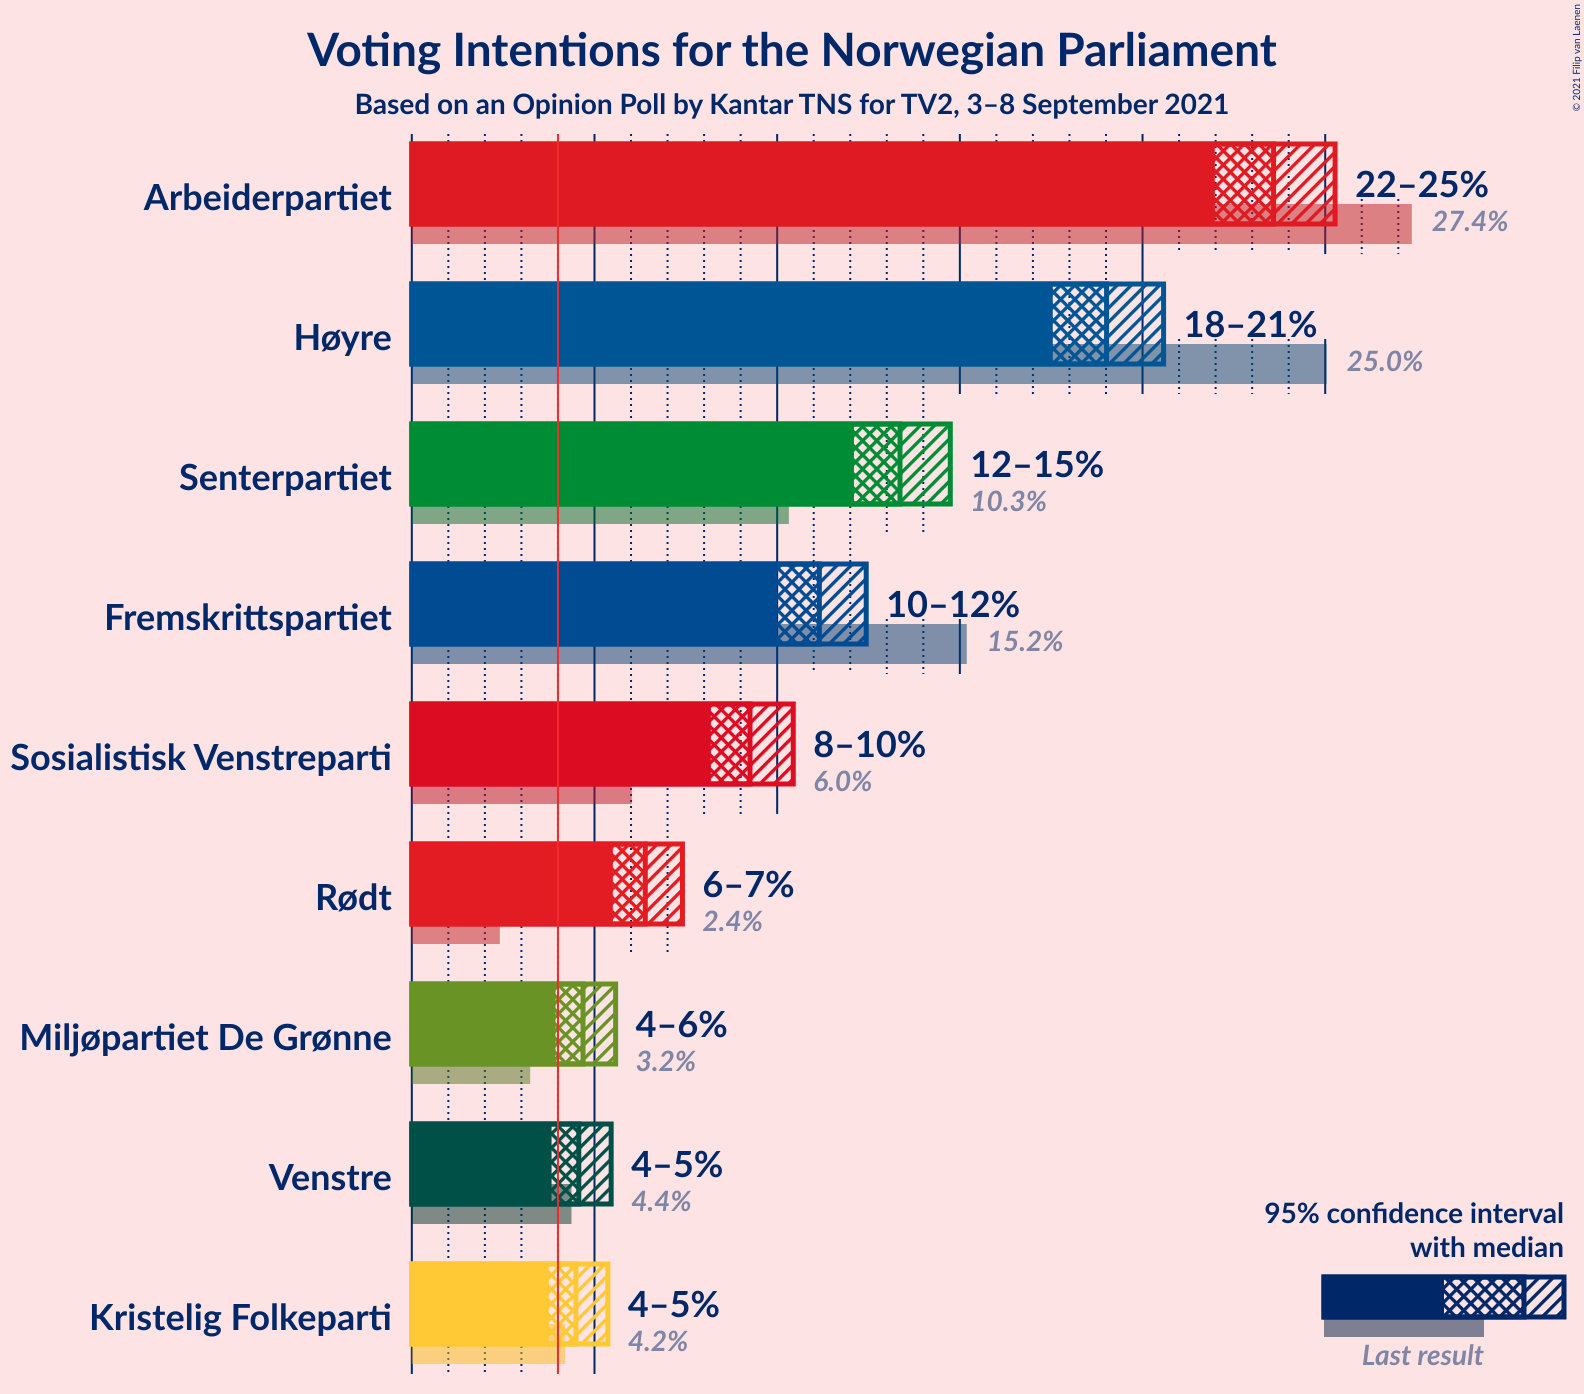 Voting Intentions for the Norwegian Parliament
Based on an Opinion Poll by Kantar TNS for TV2, 3–8 September 2021
© 2021 Filip van Laenen
Arbeiderpartiet
22–25%
27.4%
Høyre
18–21%
25.0%
Senterpartiet
12–15%
10.3%
Fremskrittspartiet
10–12%
15.2%
Sosialistisk Venstreparti
8–10%
6.0%
Rødt
6–7%
2.4%
Miljøpartiet De Grønne
4–6%
3.2%
Venstre
4–5%
4.4%
Kristelig Folkeparti
4–5%
4.2%
95% confidence interval
with median
Last result